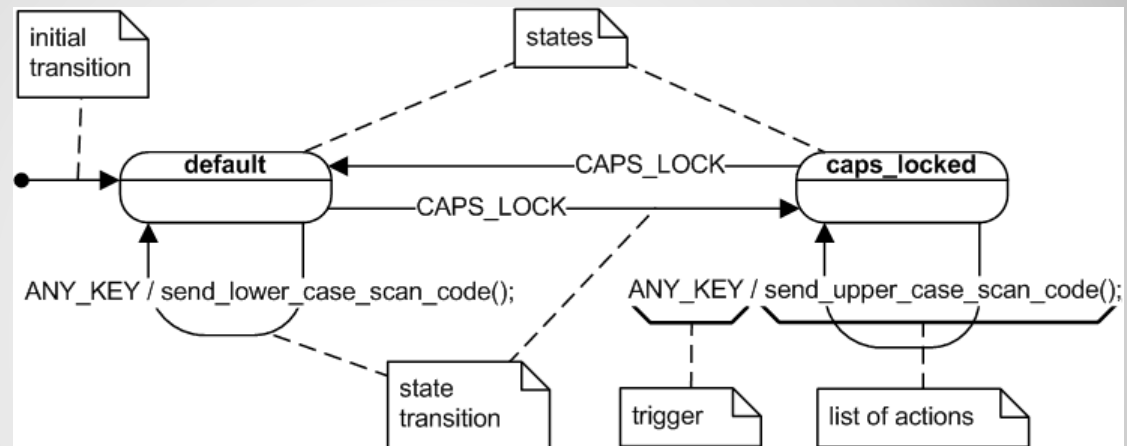 initial
transition
states
default
CAPS_LOCK
caps_locked
CAPS_LOCK
ANY_KEY / send_lower_case_scan_code();
ANY_KEY / send_upper_case_scan_code();
state
transition
trigger
list of actions